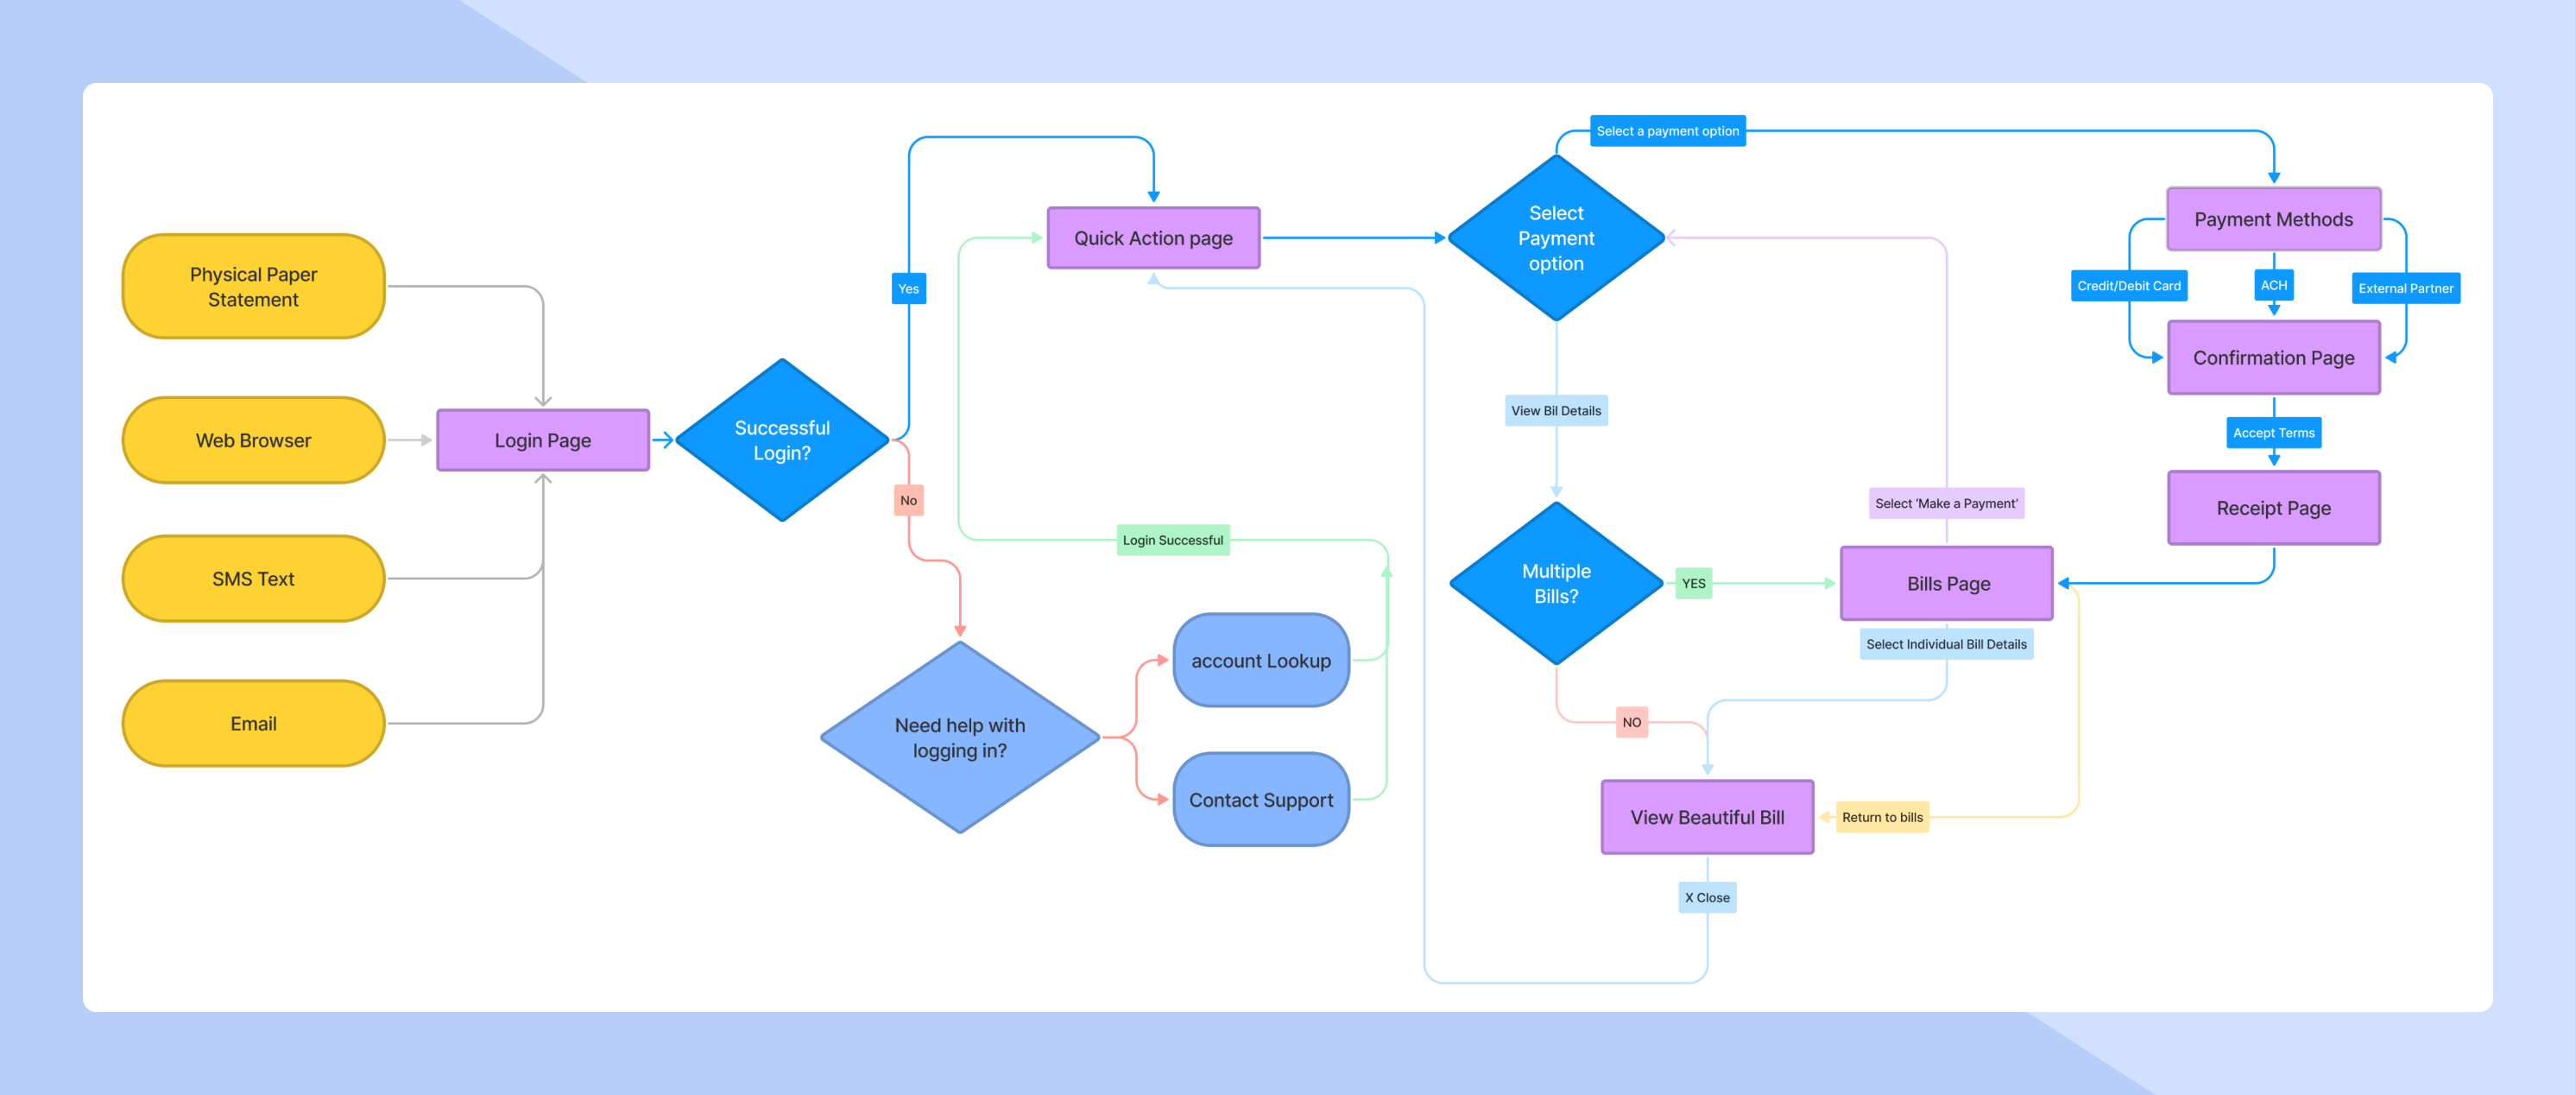 Physical Paper
Statement
Web Browser
SMS Text
Email
Login Page
Successful
Login?
Yes
No
Need help with
logging in?
account Lookup
Contact Support
Login Successful
Quick Action page
Select
Payment
option
Select a payment option
View Bil Details
Multiple
Bills?
YES
NO
Bills Page
Select ‘Make a Payment’
Select Individual Bill Details
View Beautiful Bill
Return to bills
X Close
Payment Methods
Credit/Debit Card
ACH
External Partner
Confirmation Page
Accept Terms
Receipt Page